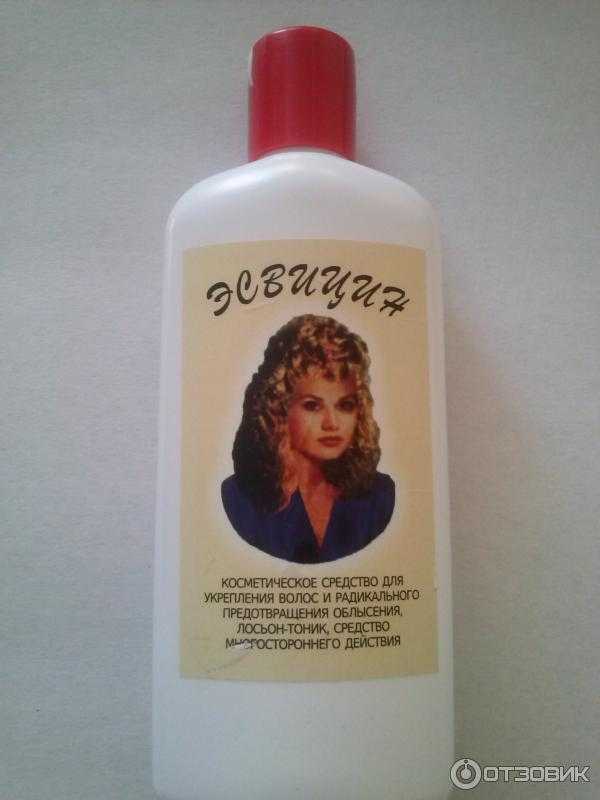 ЭСВИЦИН
КОСМЕТИЧЕСКОЕ СРЕДСТВО ДЛЯ
УКРЕПЛЕНИЯ ВОЛОС И РАДИКАЛЬНОГО
ПРЕДОТВРАЩЕНИЯ ОБЛЫСЕНИЯ,
ЛОСЬОН-ТОНИК, СРЕДСТВО
МНОГОСТОРОННЕГО ДЕЙСТВИЯ
ОТЗОВИК